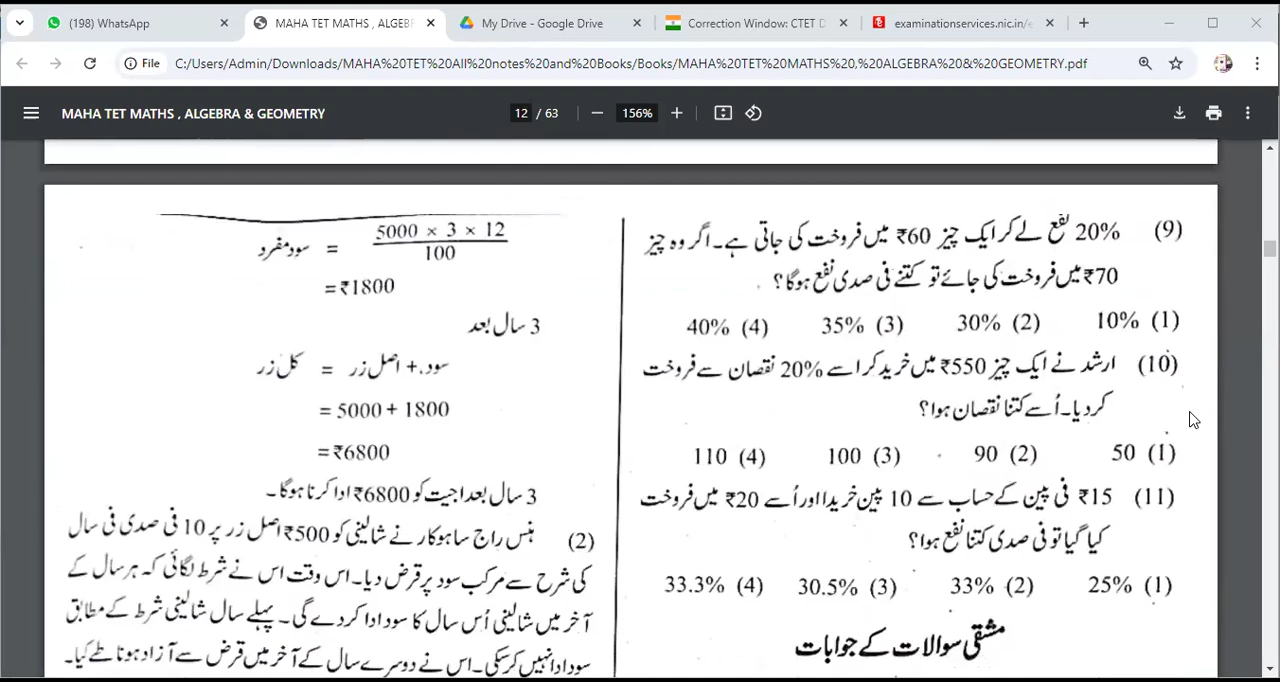 (198) WhatsApp
MAHA TET MATHS , ALGEBR
My Drive - Google Drive
Correction Window: CTET D
examinationservices.nic.in/e
File C:/Users/Admin/Downloads/MAHA%20TET%20All%20notes%20and%20Books/Books/MAHA%20TET%20MATHS%20,%20ALGEBRA%20&%20GEOMETRY.pdf
MAHA TET MATHS , ALGEBRA & GEOMETRY
12 / 63
156%
(9) 20% نفع لے کر ایک چیز ₹60 میں فروخت کی جاتی ہے۔ اگر وہ چیز
₹70 میں فروخت کی جائے تو کتنے فی صدی نفع ہوگا؟
(1) 10% (2) 30% (3) 35% (4) 40%
(10) ارشد نے ایک چیز ₹550 میں خرید کر اسے 20% نقصان سے فروخت
کردیا۔ اُسے کتنا نقصان ہوا؟
(1) 50 (2) 90 (3) 100 (4) 110
(11) ₹15 فی پین کے حساب سے 10 پین خریدا اور اُسے ₹20 میں فروخت
کیا گیا تو فی صدی کتنا نفع ہوا؟
(1) 25% (2) 33% (3) 30.5% (4) 33.3%
مشقی سوالات کے جوابات
سود مفرد = 5000 × 3 × 12
100
= ₹1800
3 سال بعد
کل زر = اصل زر + سود
= 5000 + 1800
= ₹6800
3 سال بعد اجیت کو ₹6800 ادا کرنا ہوگا۔
(2) ہنس راج ساہوکار نے شالینی کو ₹500 اصل زر پر 10 فی صدی فی سال
کی شرح سے مرکب سود پر قرض دیا۔ اس وقت اس نے شرط لگائی کہ ہر سال کے
آخر میں شالینی اُس سال کا سود ادا کردے گی۔ پہلے سال شالینی شرط کے مطابق
سود ادا نہیں کرسکی۔ اس نے دوسرے سال کے آخر میں قرض سے آزاد ہونا طے کیا۔